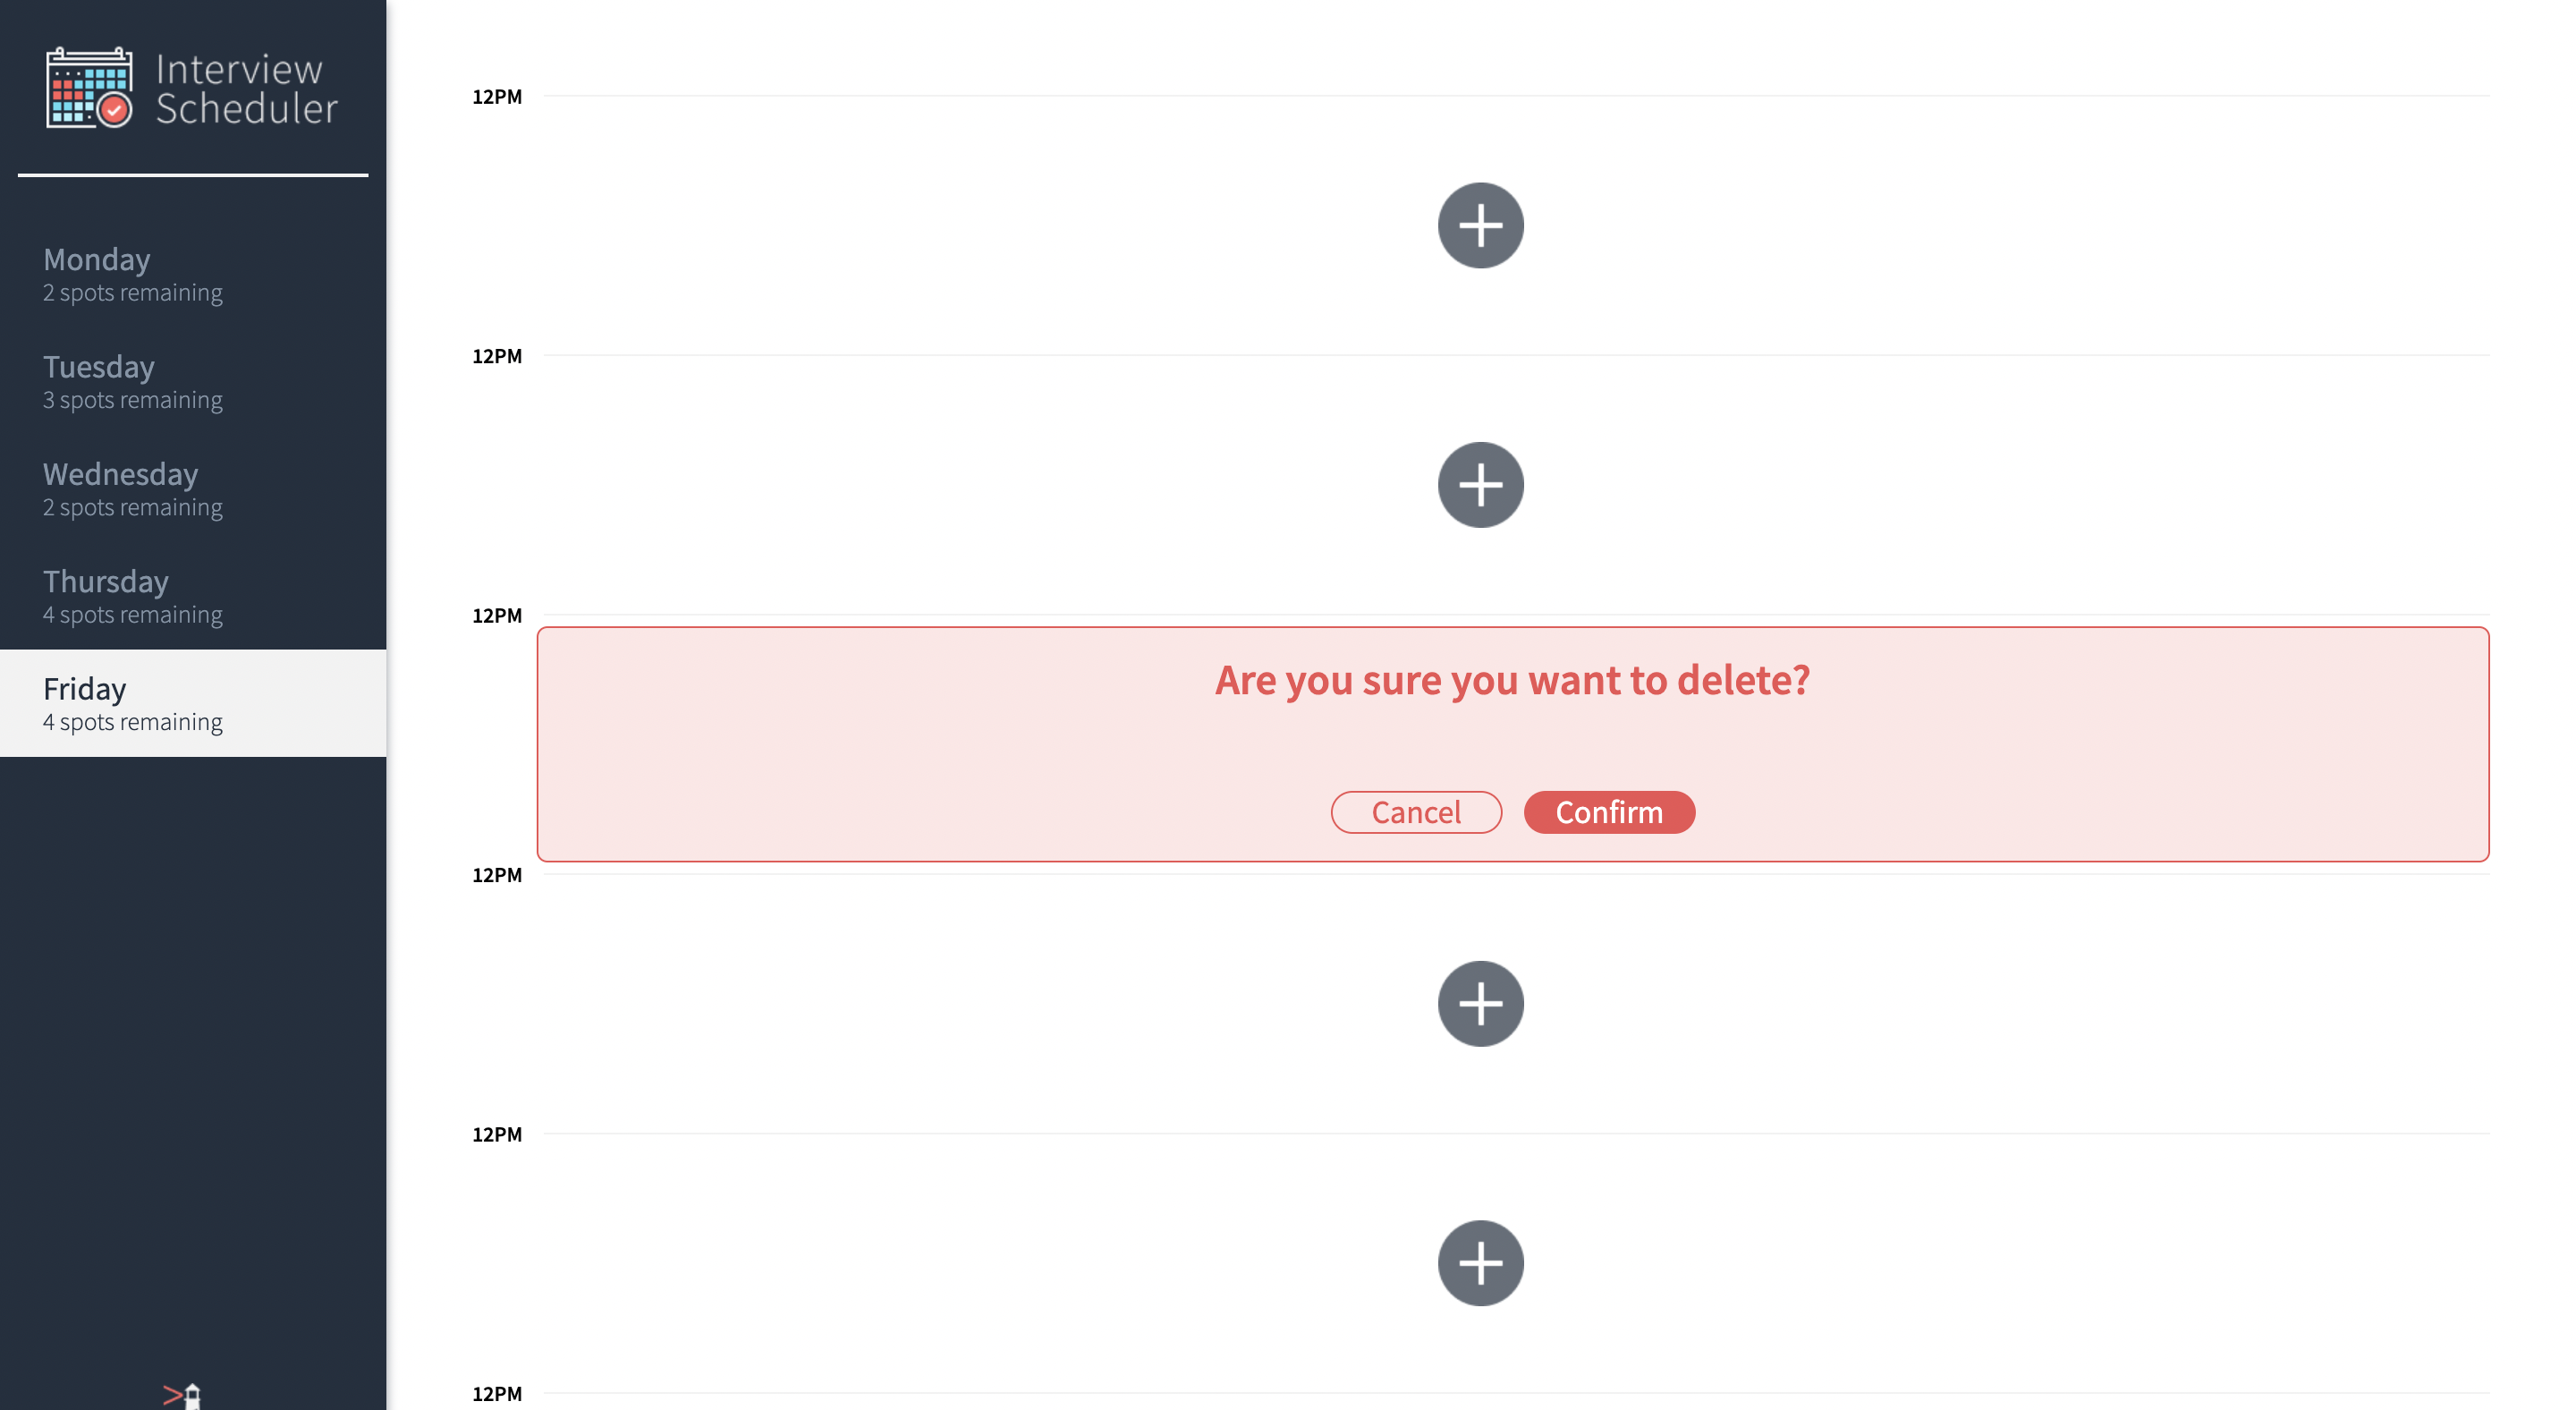 Interview
Scheduler
Monday
2 spots remaining
Tuesday
3 spots remaining
Wednesday
2 spots remaining
Thursday
4 spots remaining
Friday
4 spots remaining
12PM
12PM
12PM
Are you sure you want to delete?
Cancel Confirm
12PM
12PM
12PM